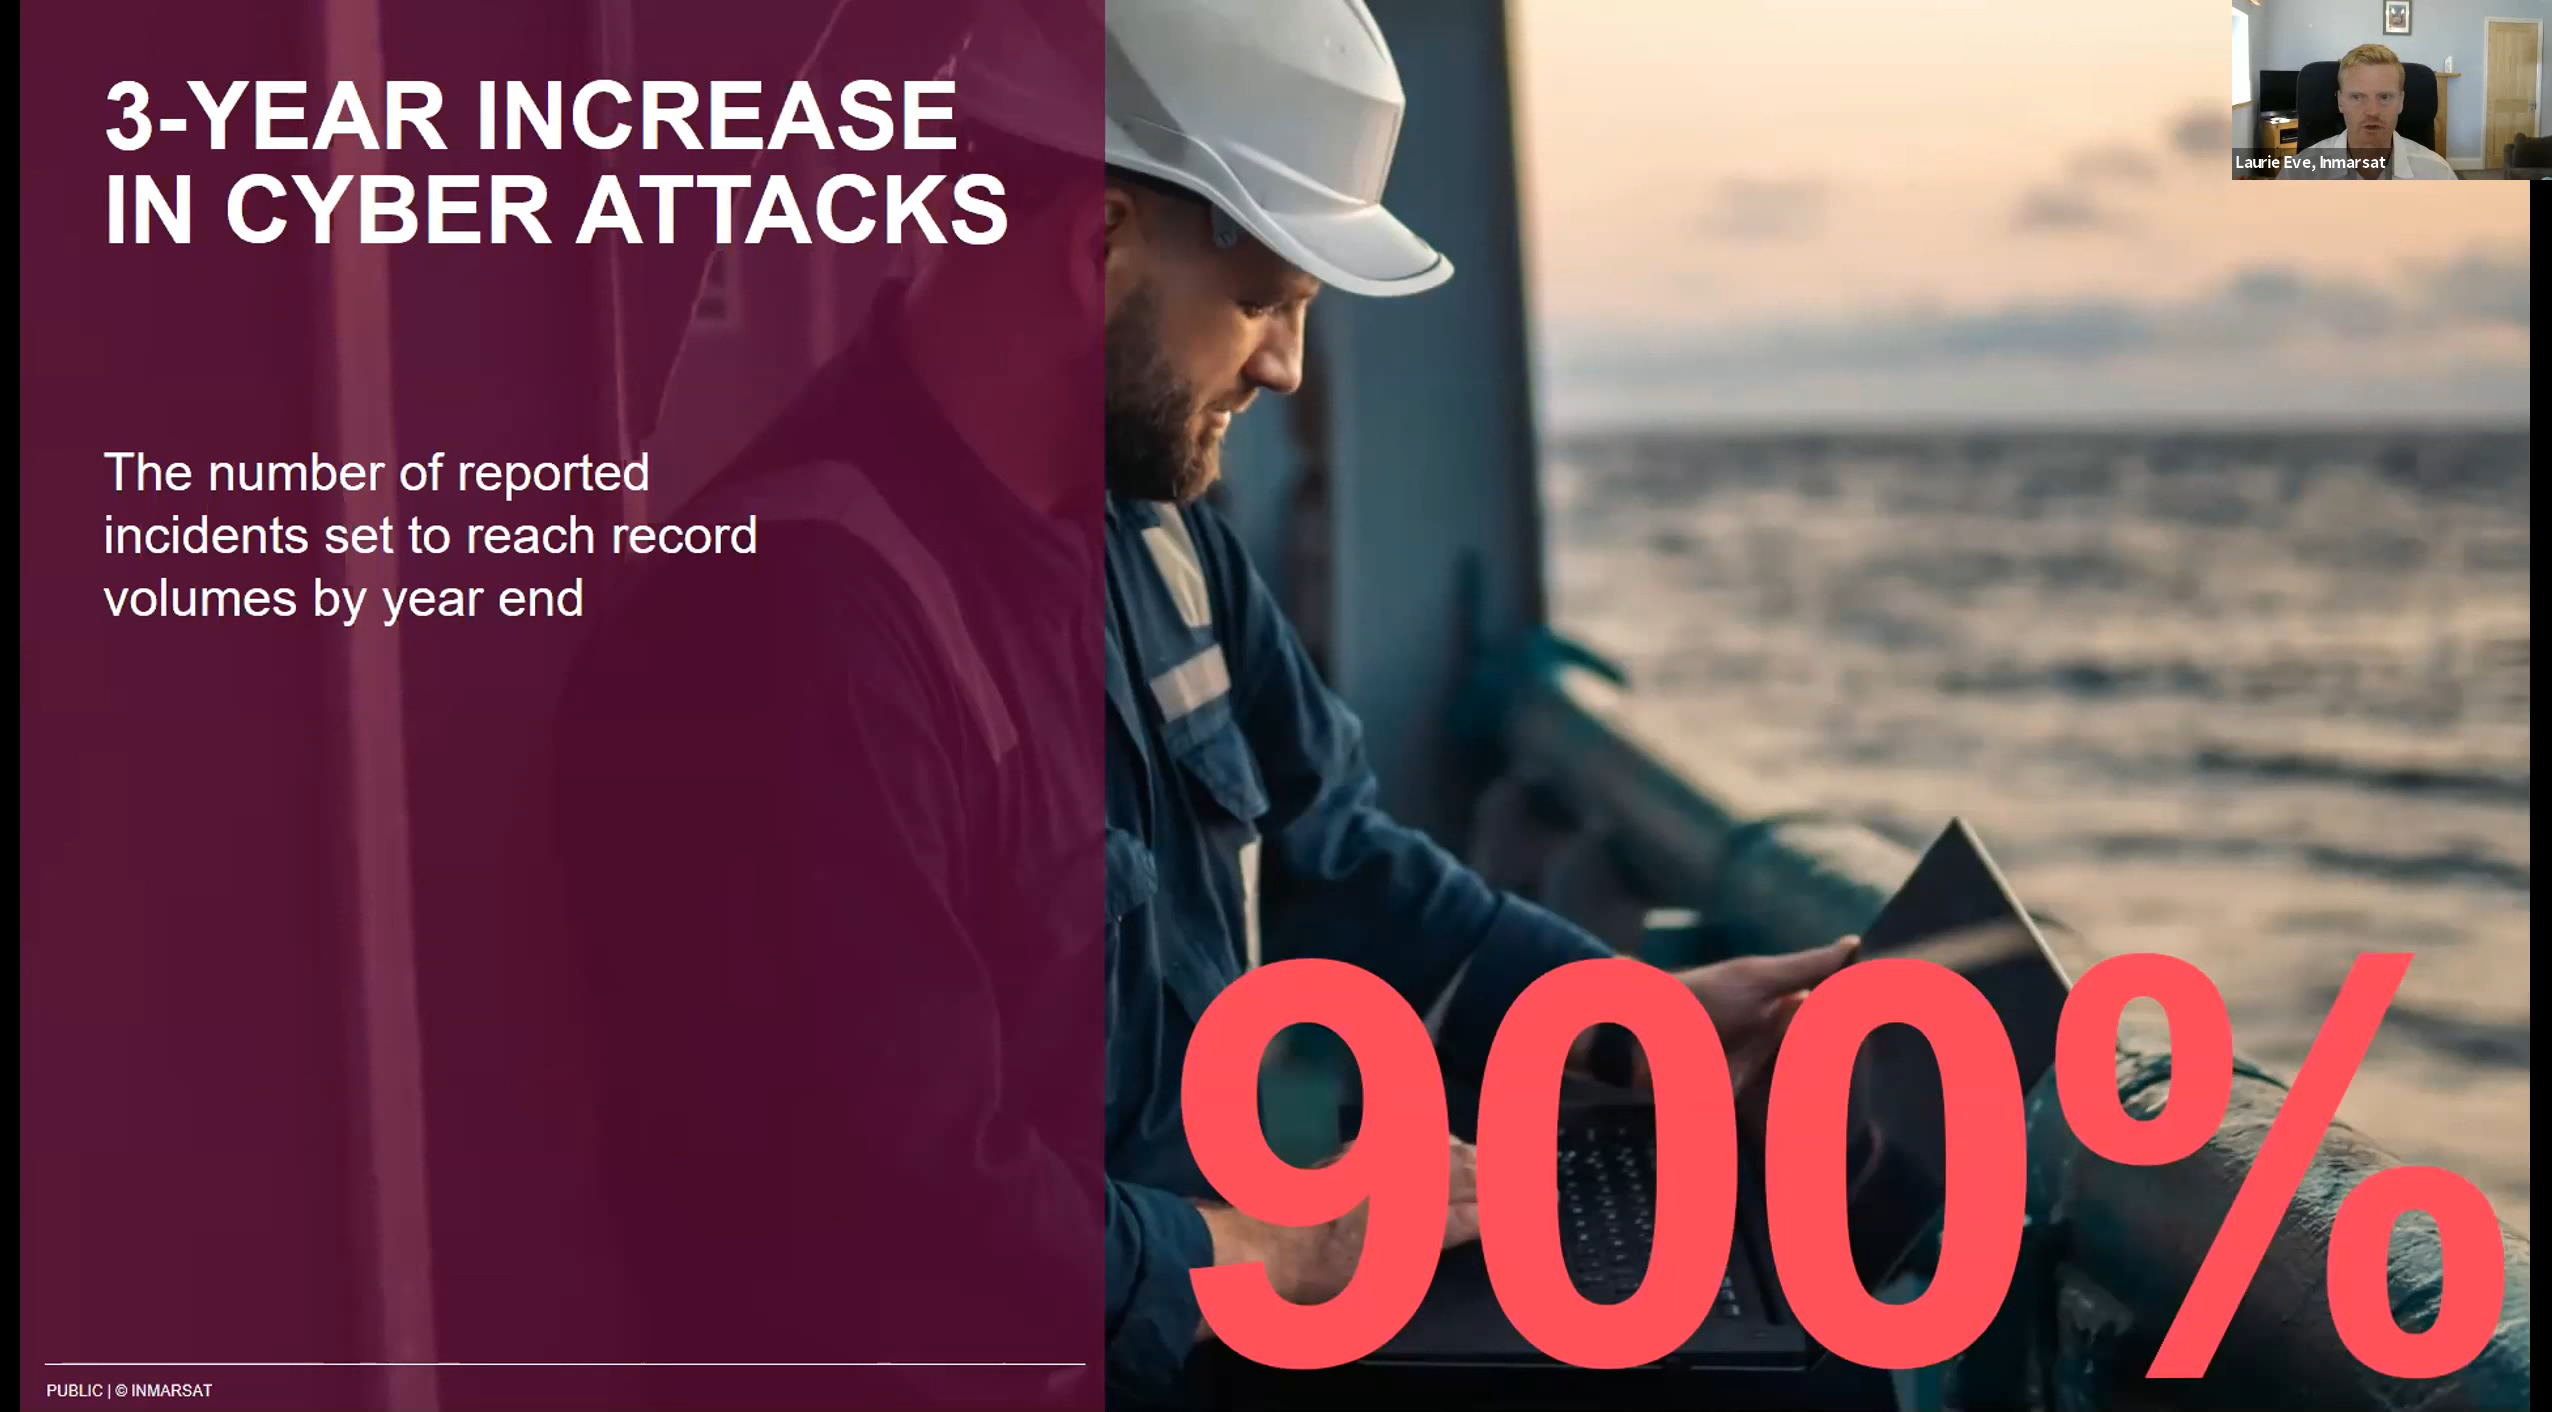 3-YEAR INCREASE
IN CYBER ATTACKS
Laurie Eve, Inmarsat
The number of reported
incidents set to reach record
volumes by year end
900%
PUBLIC | © INMARSAT